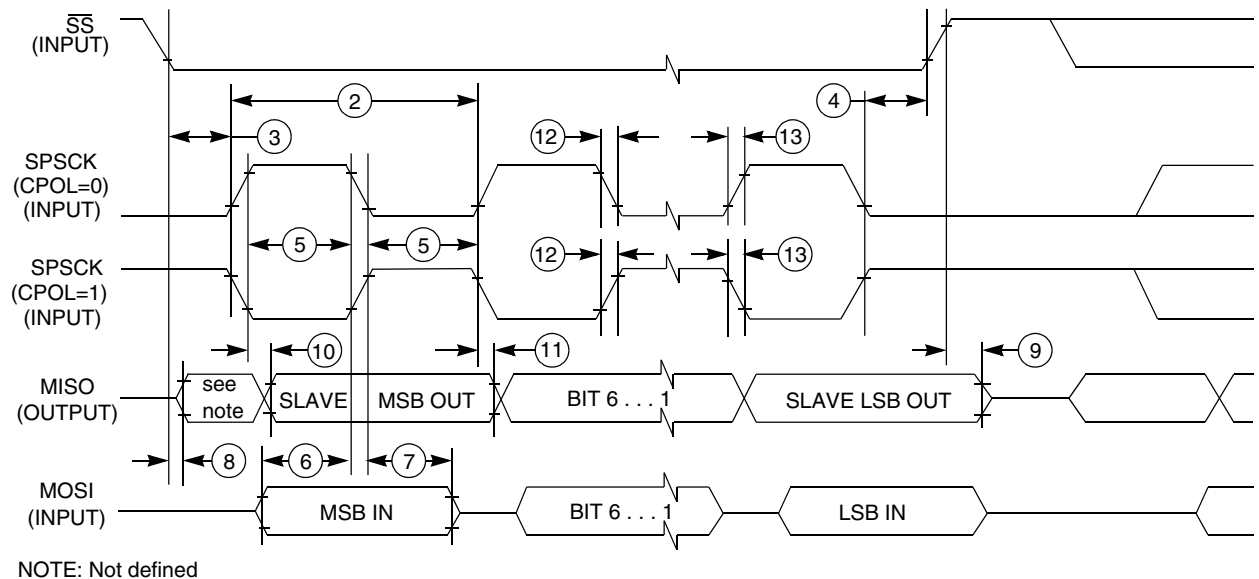 SS
(INPUT)
2
4
3
12
13
SPSCK
(CPOL=0)
(INPUT)
5
5
12
13
SPSCK
(CPOL=1)
(INPUT)
10
11
9
MISO
(OUTPUT)
see
note
SLAVE
MSB OUT
BIT 6 . . . 1
SLAVE LSB OUT
8
6
7
MOSI
(INPUT)
MSB IN
BIT 6 . . . 1
LSB IN
NOTE: Not defined